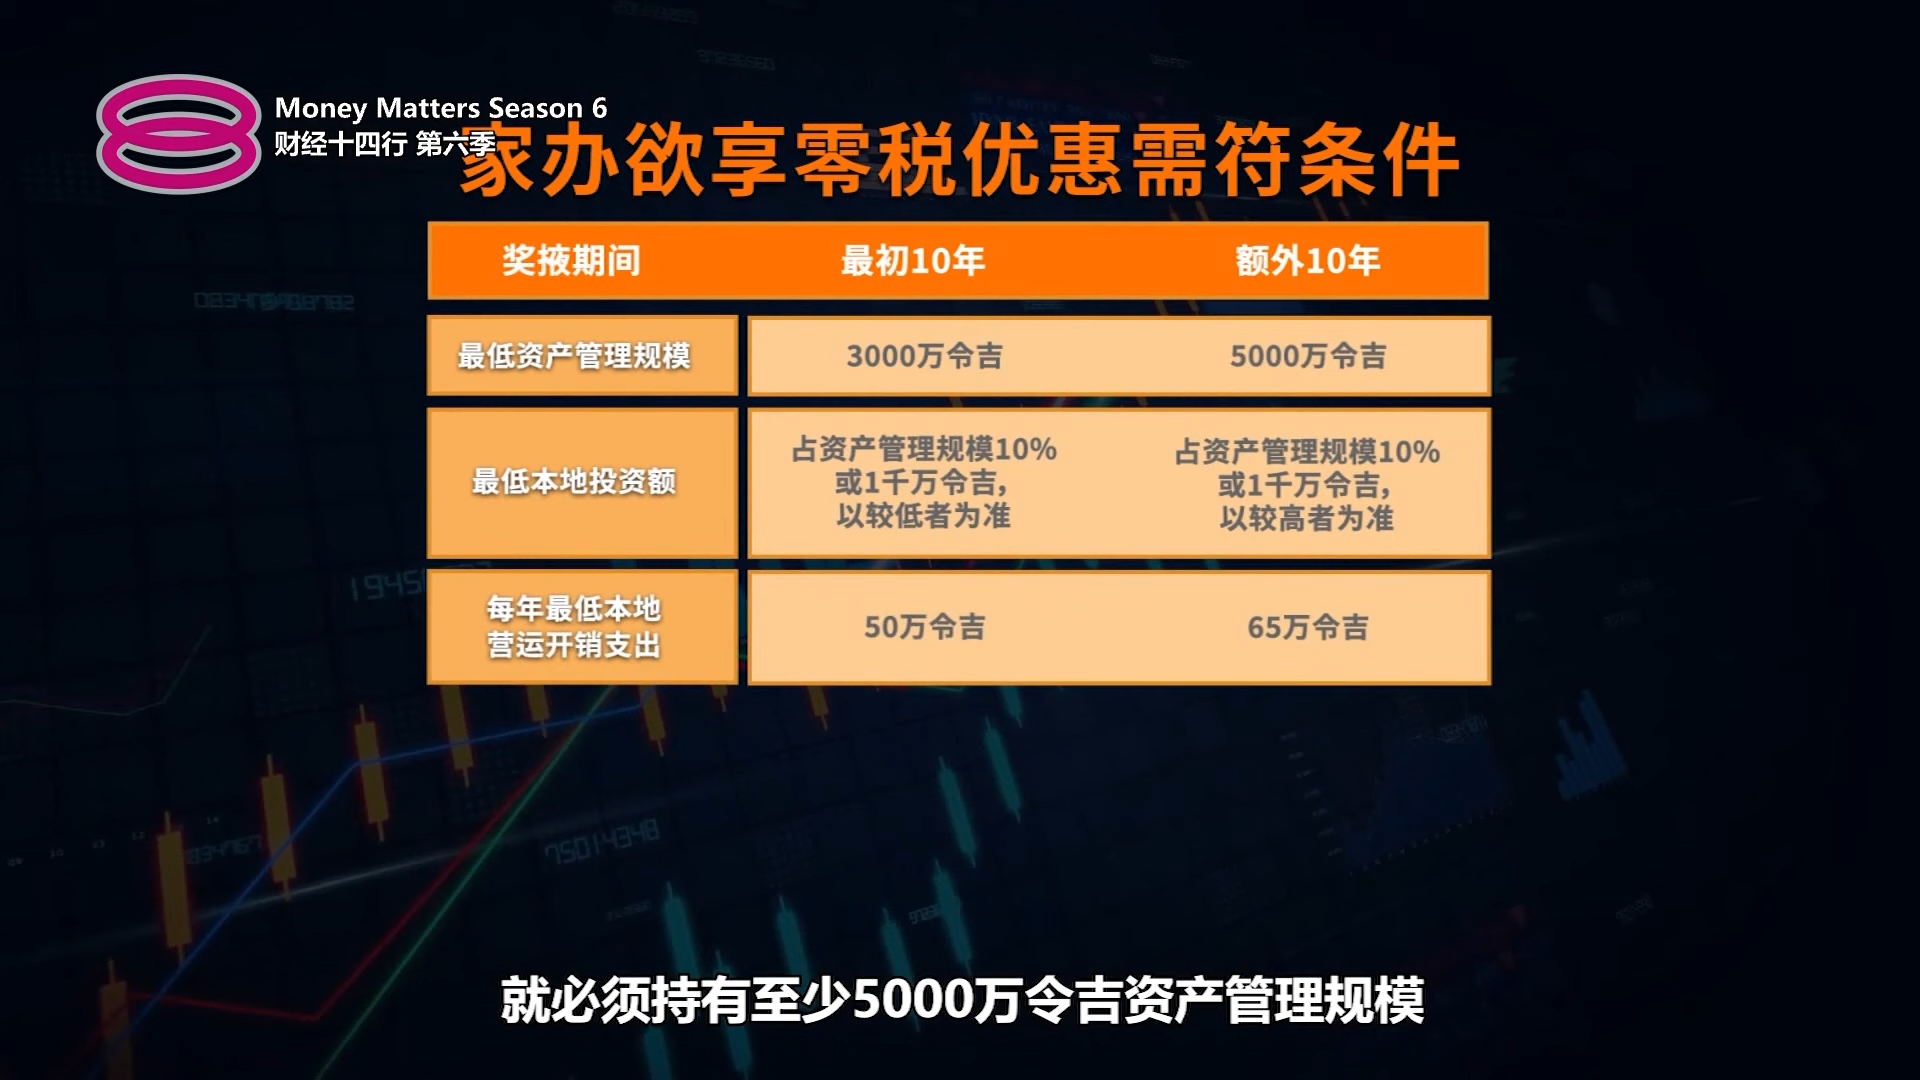 Money Matters Season 6
财经十四行 第六季
家办欲享零税优惠需符条件
奖掖期间 最初10年 额外10年
最低资产管理规模 3000万令吉 5000万令吉
最低本地投资额
占资产管理规模10%
或1千万令吉，
以较低者为准
占资产管理规模10%
或1千万令吉，
以较高者为准
每年最低本地
营运开销支出
50万令吉 65万令吉
就必须持有至少5000万令吉资产管理规模
75014348